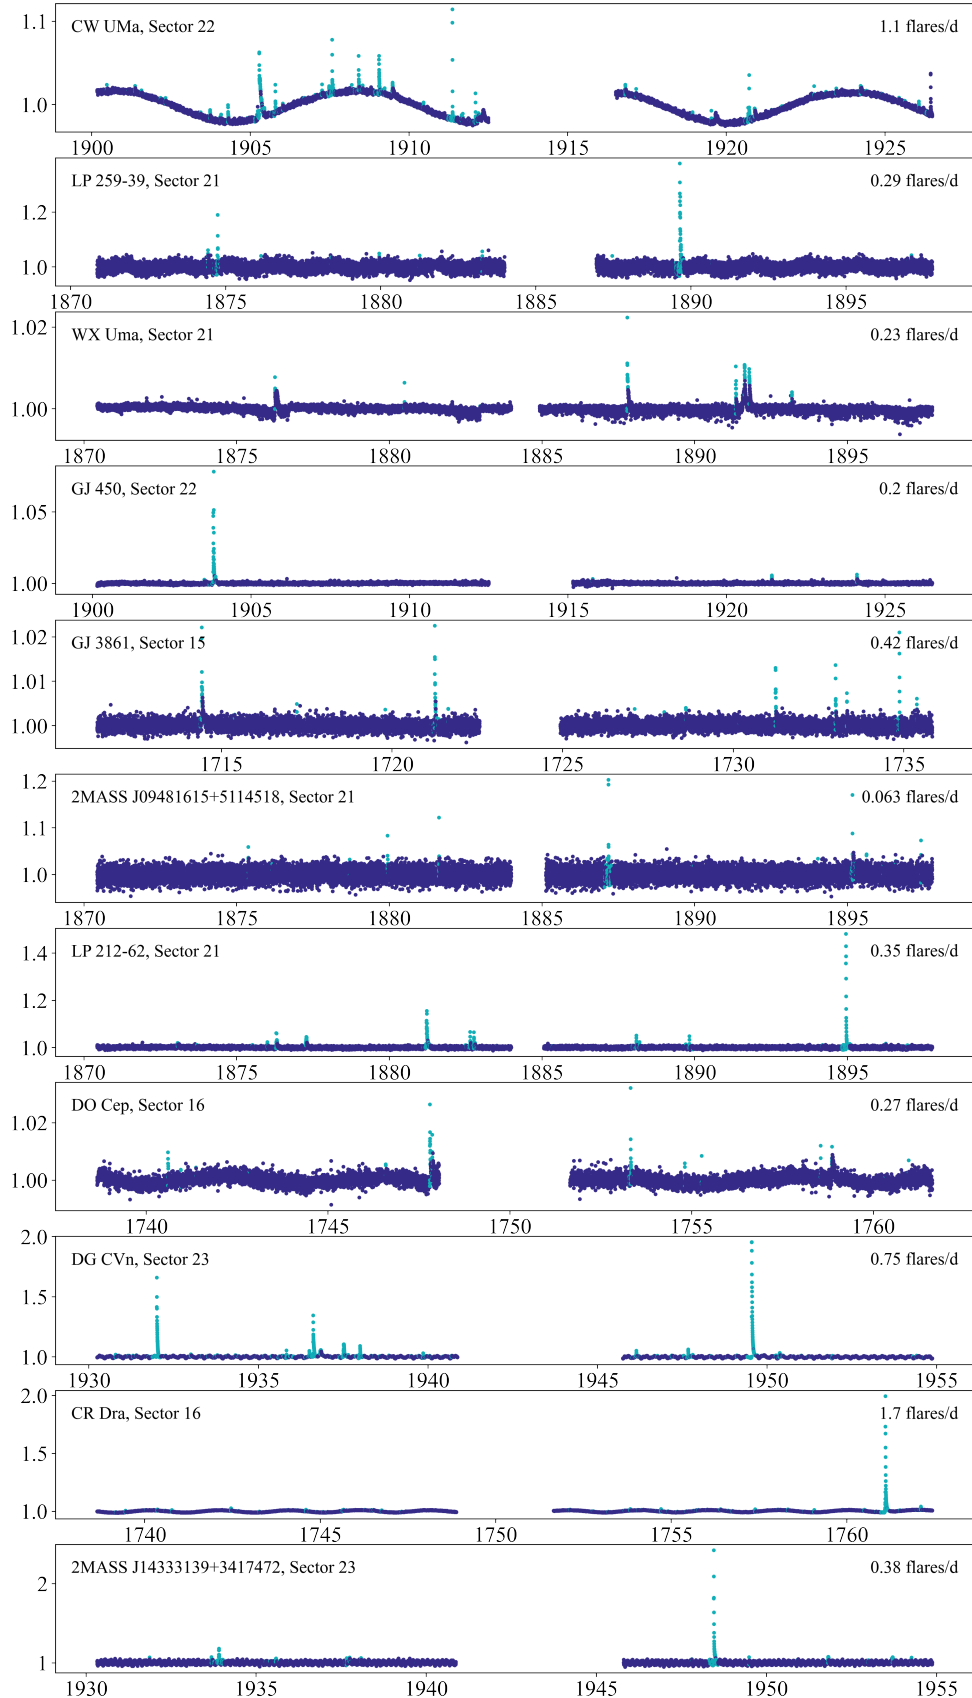 CW UMa, Sector 22 1.1 flares/d
1.1
1.0
1900 1905 1910 1915 1920 1925
LP 259-39, Sector 21 0.29 flares/d
1.2
1.0
1870 1875 1880 1885 1890 1895
WX Uma, Sector 21 0.23 flares/d
1.02
1.00
1870 1875 1880 1885 1890 1895
GJ 450, Sector 22 0.2 flares/d
1.05
1.00
1900 1905 1910 1915 1920 1925
GJ 3861, Sector 15 0.42 flares/d
1.02
1.01
1.00
1715 1720 1725 1730 1735
2MASS J09481615+5114518, Sector 21 0.063 flares/d
1.2
1.1
1.0
1870 1875 1880 1885 1890 1895
LP 212-62, Sector 21 0.35 flares/d
1.4
1.2
1.0
1870 1875 1880 1885 1890 1895
DO Cep, Sector 16 0.27 flares/d
1.02
1.00
1740 1745 1750 1755 1760
DG CVn, Sector 23 0.75 flares/d
2.0
1.5
1.0
1930 1935 1940 1945 1950 1955
CR Dra, Sector 16 1.7 flares/d
2.0
1.5
1.0
1740 1745 1750 1755 1760
2MASS J14333139+3417472, Sector 23 0.38 flares/d
2
1
1930 1935 1940 1945 1950 1955